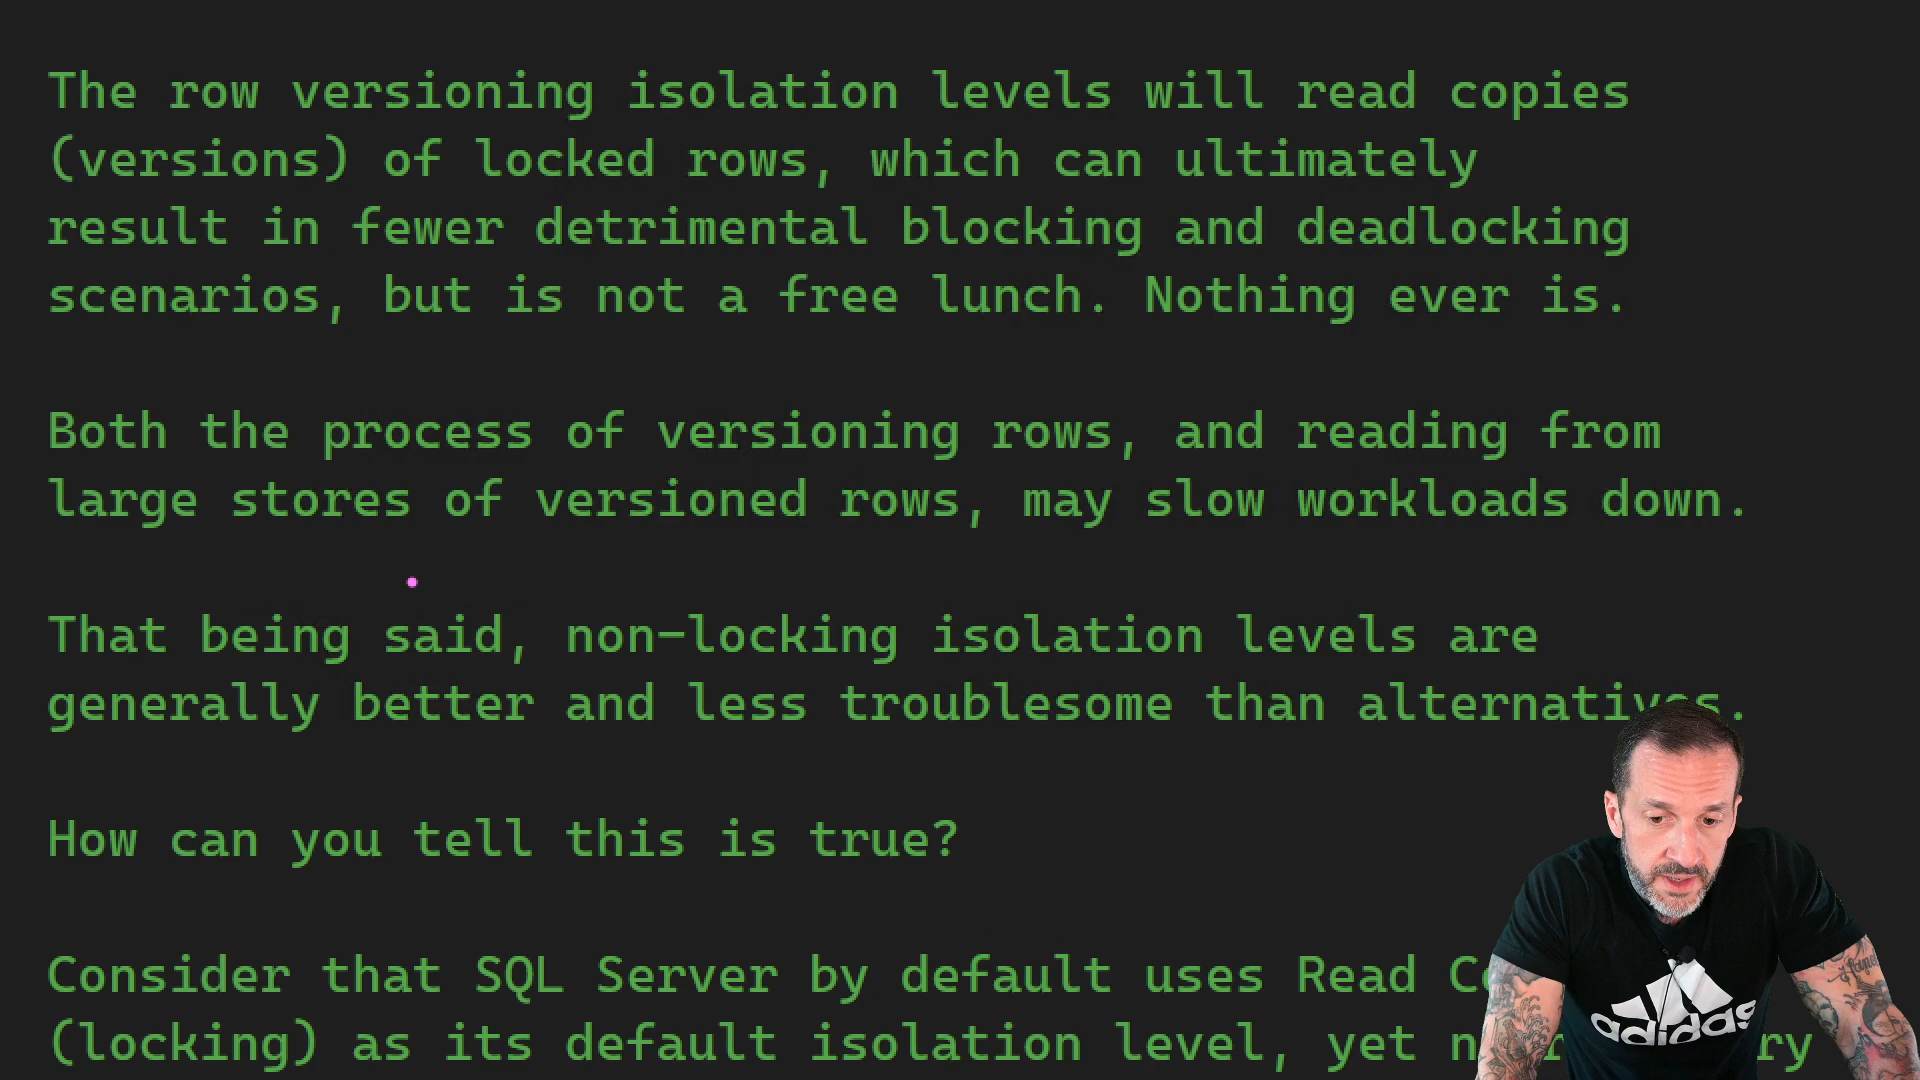 The row versioning isolation levels will read copies
(versions) of locked rows, which can ultimately
result in fewer detrimental blocking and deadlocking
scenarios, but is not a free lunch. Nothing ever is.
Both the process of versioning rows, and reading from
large stores of versioned rows, may slow workloads down.
That being said, non-locking isolation levels are
generally better and less troublesome than alternatives.
How can you tell this is true?
Consider that SQL Server by default uses Read
(locking) as its default isolation level, yet
adidas